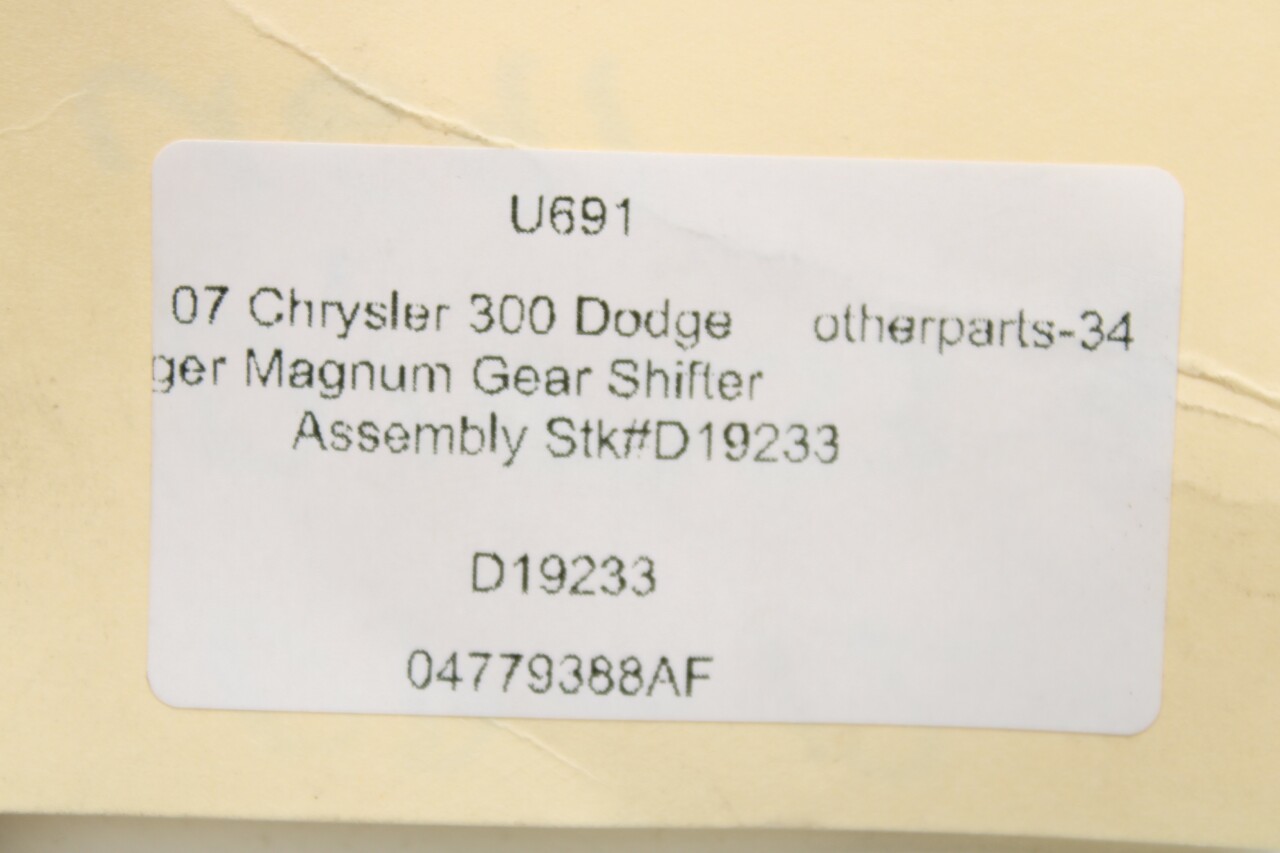 U691
07 Chrysler 300 Dodge otherparts-34
ger Magnum Gear Shifter
Assembly Stk#D19233
D19233
04779388AF